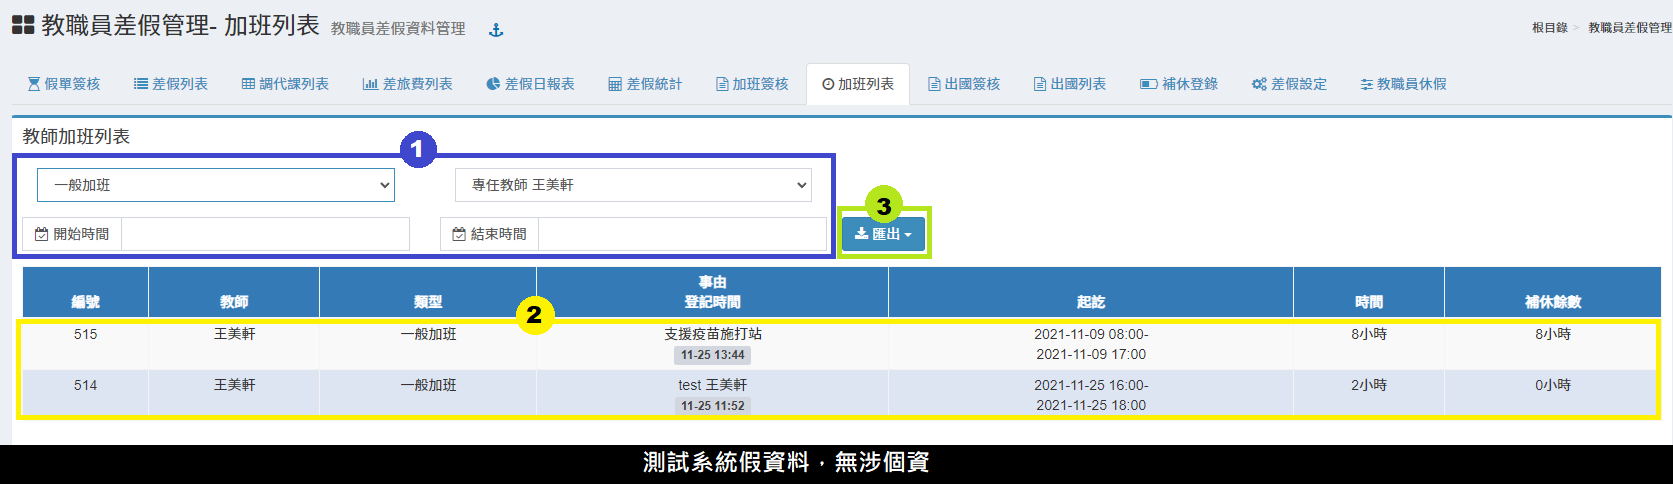 教職員差假管理- 加班列表 教職員差假資料管理
根目錄 > 教職員差假管理
假單簽核 差假列表 調代課列表 差旅費列表 差假日報表 差假統計 加班簽核 加班列表 出國簽核 出國列表 補休登錄 差假設定 教職員休假
教師加班列表
1
一般加班 專任教師 王美軒
3
開始時間 結束時間 匯出
編號 教師 類型 事由 起訖 時間 補休餘數
登記時間
2
515 王美軒 一般加班 支援疫苗施打站 2021-11-09 08:00- 8小時 8小時
11-25 13:44 2021-11-09 17:00
514 王美軒 一般加班 test 王美軒 2021-11-25 16:00- 2小時 0小時
11-25 11:52 2021-11-25 18:00
測試系統假資料，無涉個資